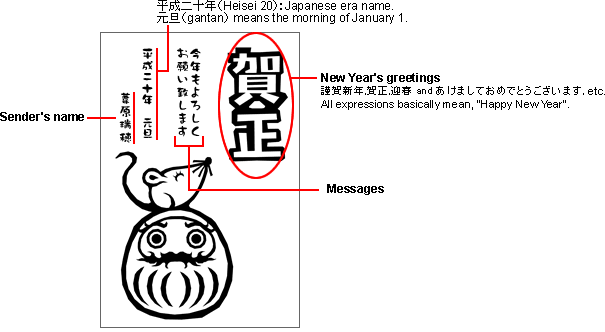 平成二十年(Heisei 20):Japanese era name.
元旦(gantan) means the morning of January 1.
賀正
今年もよろしく
お願い致します
平成二十年 元旦
葦原瑞穂
New Year's greetings
謹賀新年,賀正,迎春 and あけましておめでとうございます, etc.
All expressions basically mean, "Happy New Year".
Sender's name
Messages